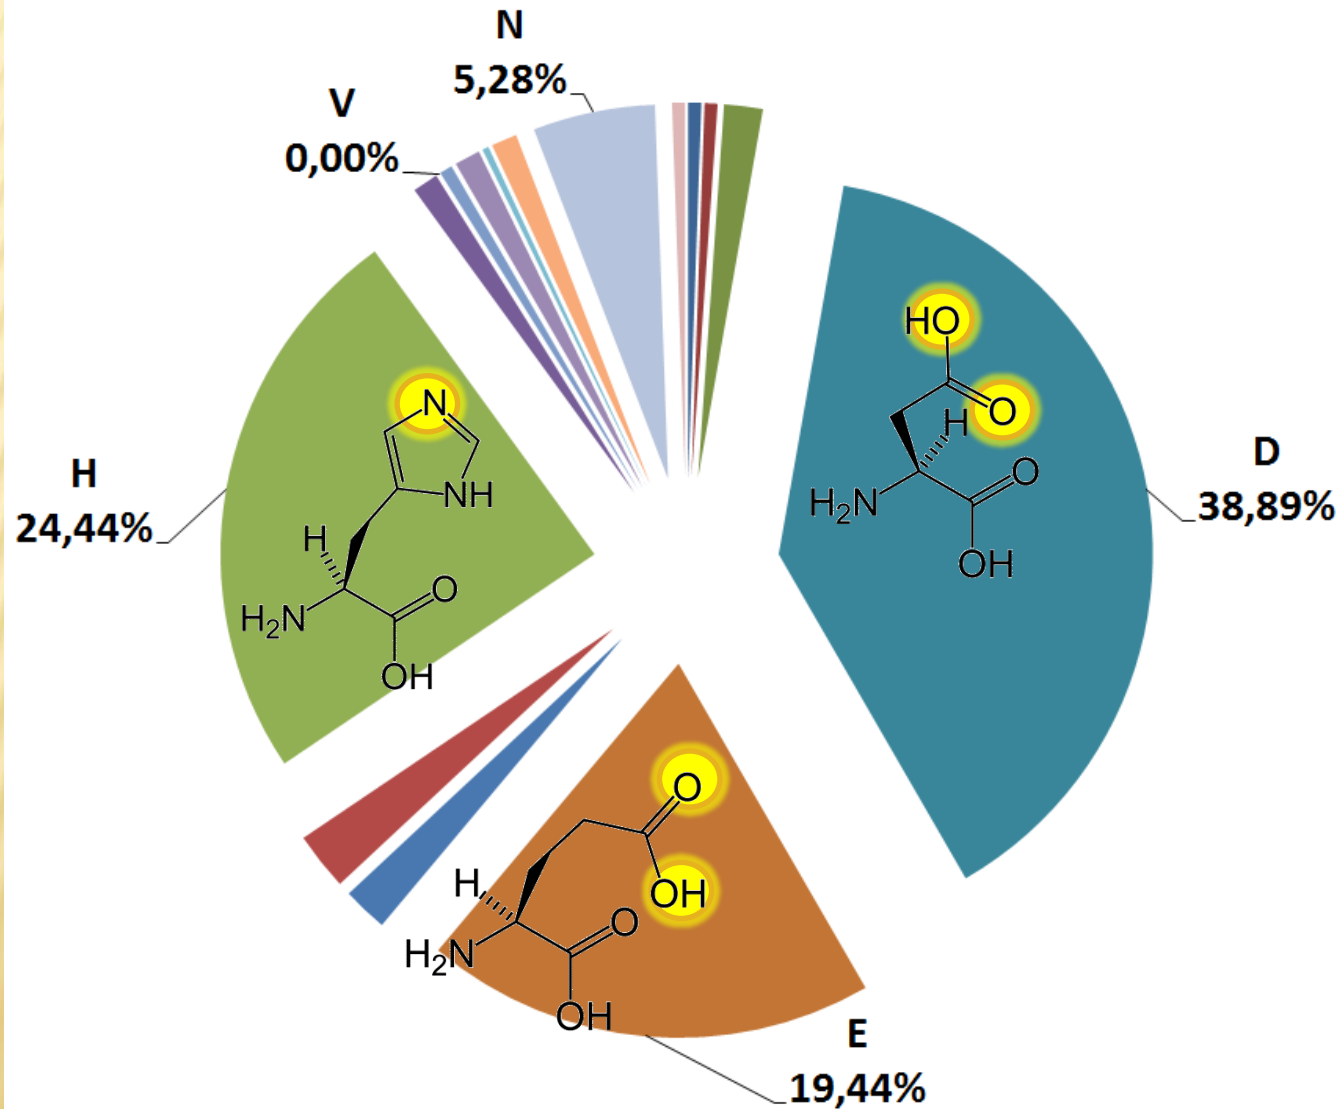 N
5,28%
V
0,00%
HO
O
H
O
H₂N
OH
D
38,89%
N
NH
H
O
H₂N
OH
H
24,44%
O
OH
H
O
H₂N
OH
E
19,44%